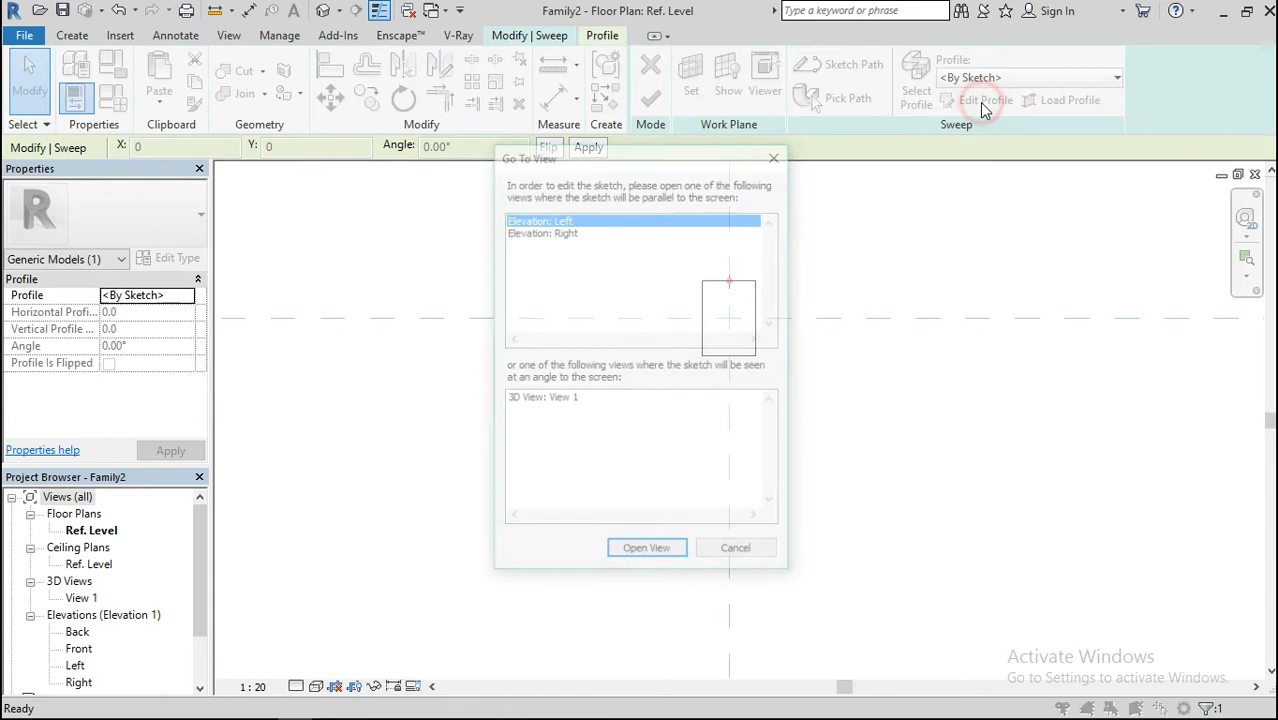 Family2 - Floor Plan: Ref. Level
Type a keyword or phrase
Sign In
File
Create
Insert
Annotate
View
Manage
Add-Ins
Enscape™
V-Ray
Modify | Sweep
Profile
Modify
Paste
Cut
Join
Set
Show
Viewer
Sketch Path
Pick Path
Select
Profile
Profile:
<By Sketch>
Edit Profile
Load Profile
Select
Properties
Clipboard
Geometry
Modify
Measure
Create
Mode
Work Plane
Sweep
Modify | Sweep
X: 0
Y: 0
Angle: 0.00°
Flip
Apply
Properties
Generic Models (1)
Edit Type
Profile
Profile <By Sketch>
Horizontal Profi... 0.0
Vertical Profile ... 0.0
Angle 0.00°
Profile Is Flipped
Properties help
Apply
Project Browser - Family2
Views (all)
Floor Plans
Ref. Level
Ceiling Plans
Ref. Level
3D Views
View 1
Elevations (Elevation 1)
Back
Front
Left
Right
Go To View
In order to edit the sketch, please open one of the following
views where the sketch will be parallel to the screen:
Elevation: Left
Elevation: Right
or one of the following views where the sketch will be seen
at an angle to the screen:
3D View: View 1
Open View
Cancel
2D
Activate Windows
Go to Settings to activate Windows.
1 : 20
Ready
:1